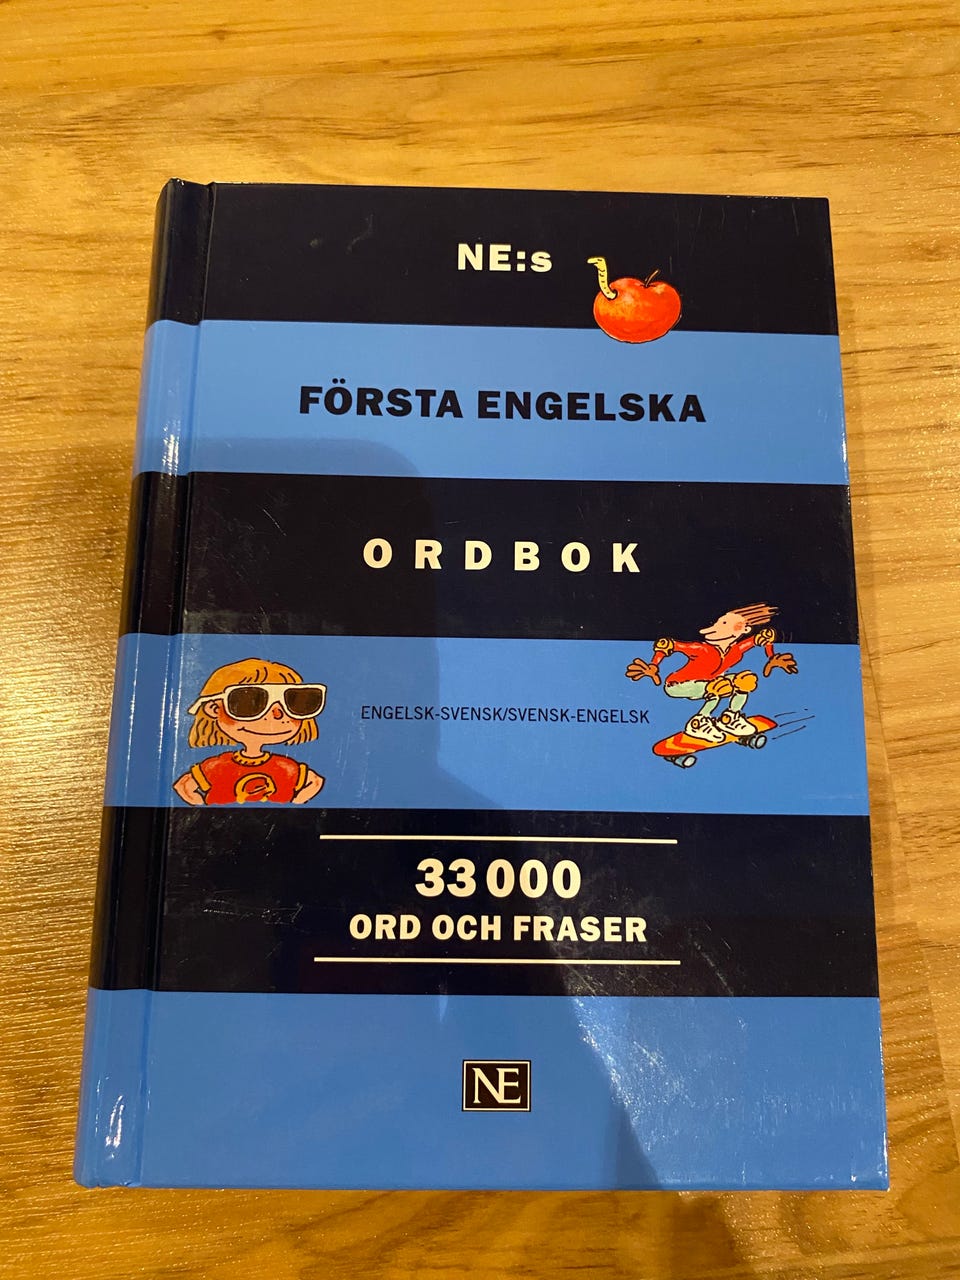 NE:s
FÖRSTA ENGELSKA
ORDBOK
ENGELSK-SVENSK/SVENSK-ENGELSK
33 000
ORD OCH FRASER
NE